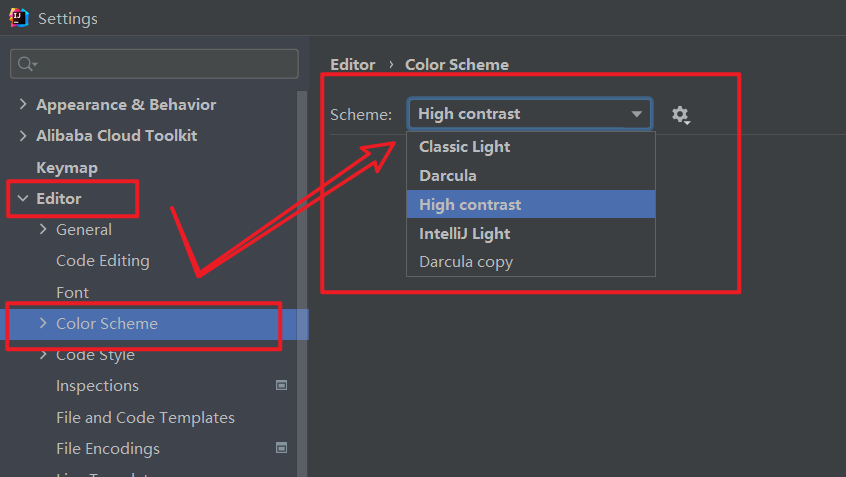 Settings
Appearance & Behavior
Alibaba Cloud Toolkit
Keymap
Editor
General
Code Editing
Font
Color Scheme
Code Style
Inspections
File and Code Templates
File Encodings
Editor › Color Scheme
Scheme: High contrast
Classic Light
Darcula
High contrast
IntelliJ Light
Darcula copy